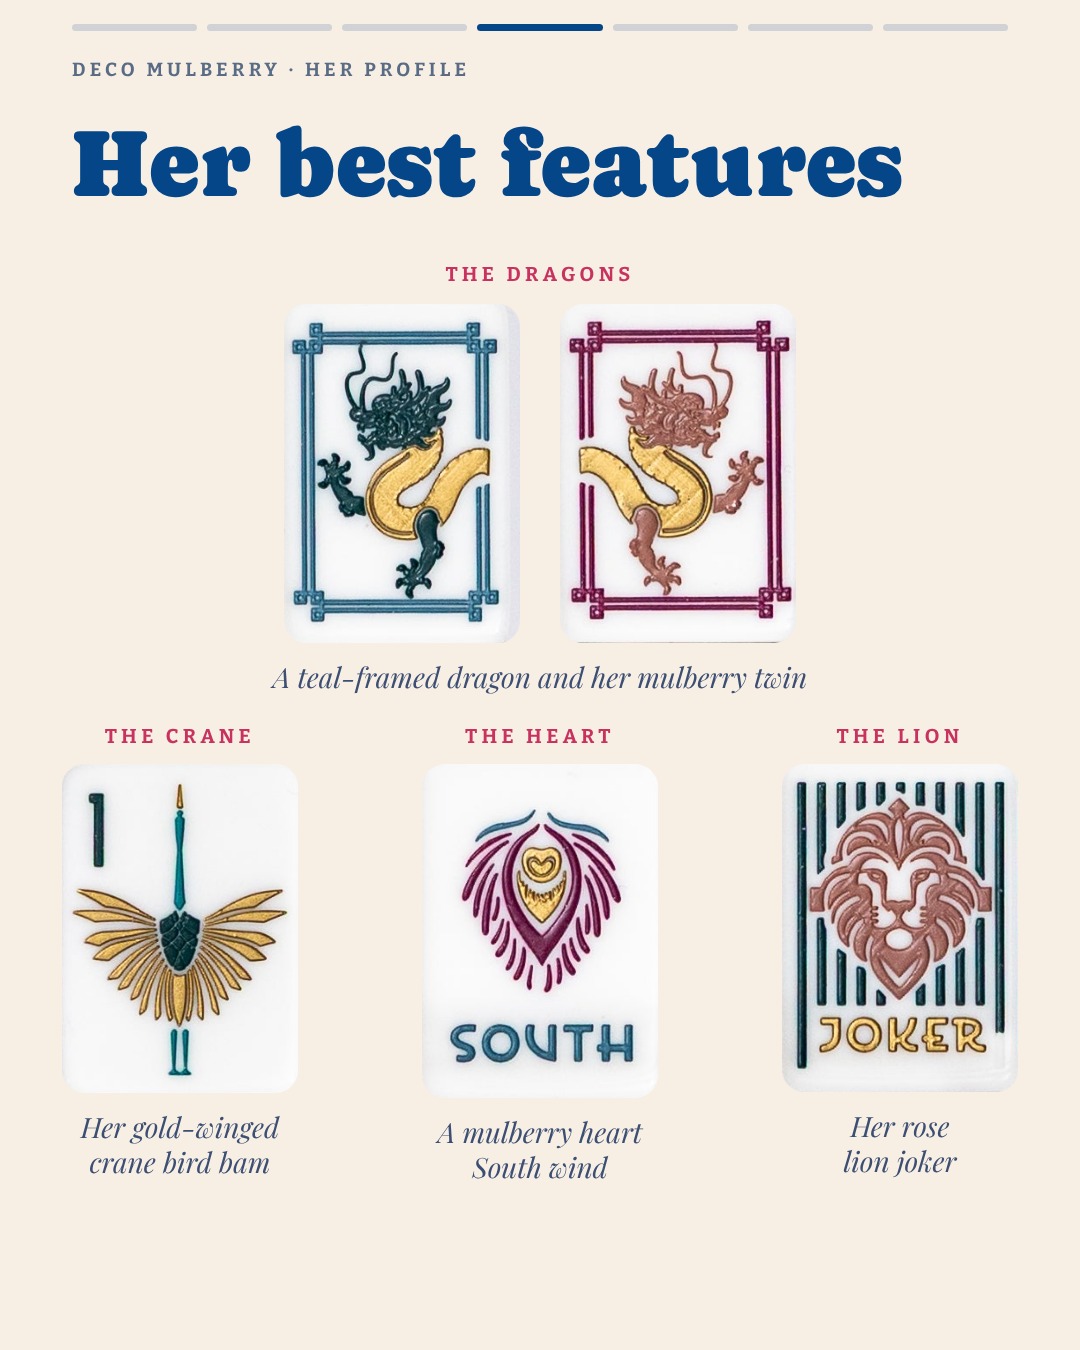 DECO MULBERRY · HER PROFILE
Her best features
THE DRAGONS
A teal-framed dragon and her mulberry twin
THE CRANE
THE HEART
THE LION
1
SOUTH
JOKER
Her gold-winged
crane bird bam
A mulberry heart
South wind
Her rose
lion joker